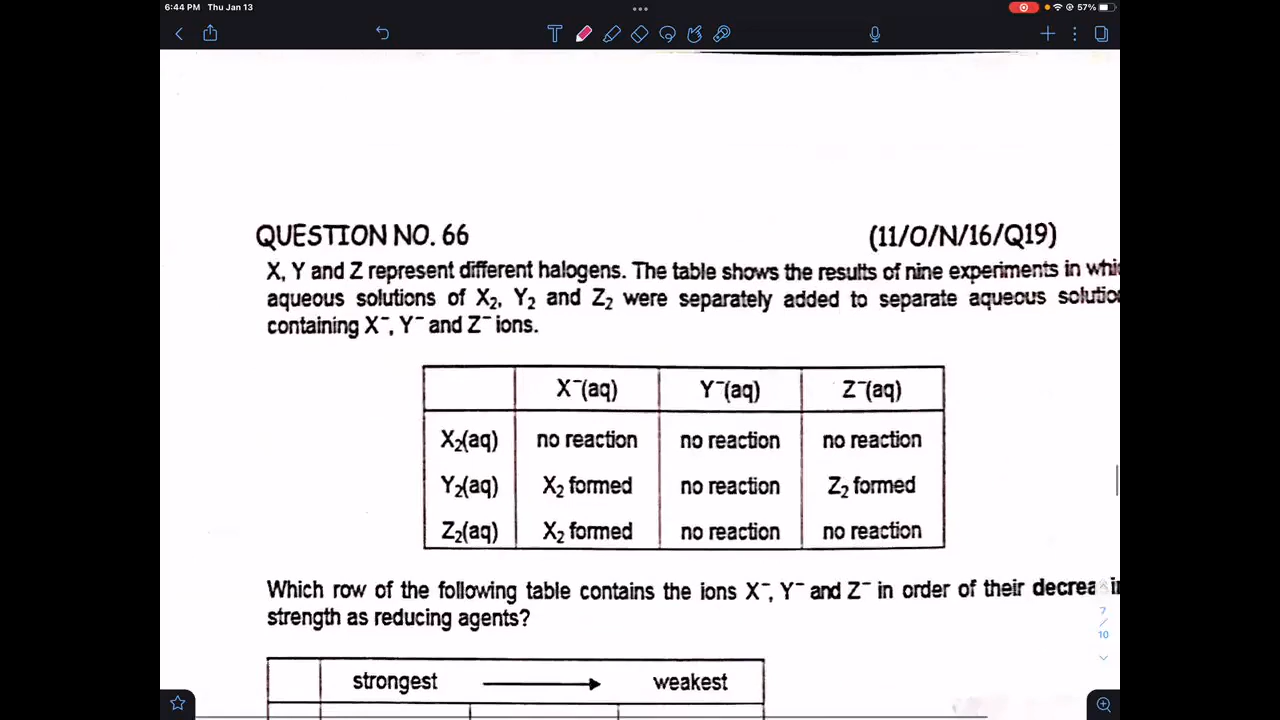 6:44 PM Thu Jan 13
57%
QUESTION NO. 66 (11/O/N/16/Q19)
X, Y and Z represent different halogens. The table shows the results of nine experiments in
aqueous solutions of X₂, Y₂ and Z₂ were separately added to separate aqueous
containing X⁻, Y⁻ and Z⁻ ions.
X⁻(aq) Y⁻(aq) Z⁻(aq)
X₂(aq) no reaction no reaction no reaction
Y₂(aq) X₂ formed no reaction Z₂ formed
Z₂(aq) X₂ formed no reaction no reaction
Which row of the following table contains the ions X⁻, Y⁻ and Z⁻ in order of their
strength as reducing agents?
strongest → weakest
7
/
10